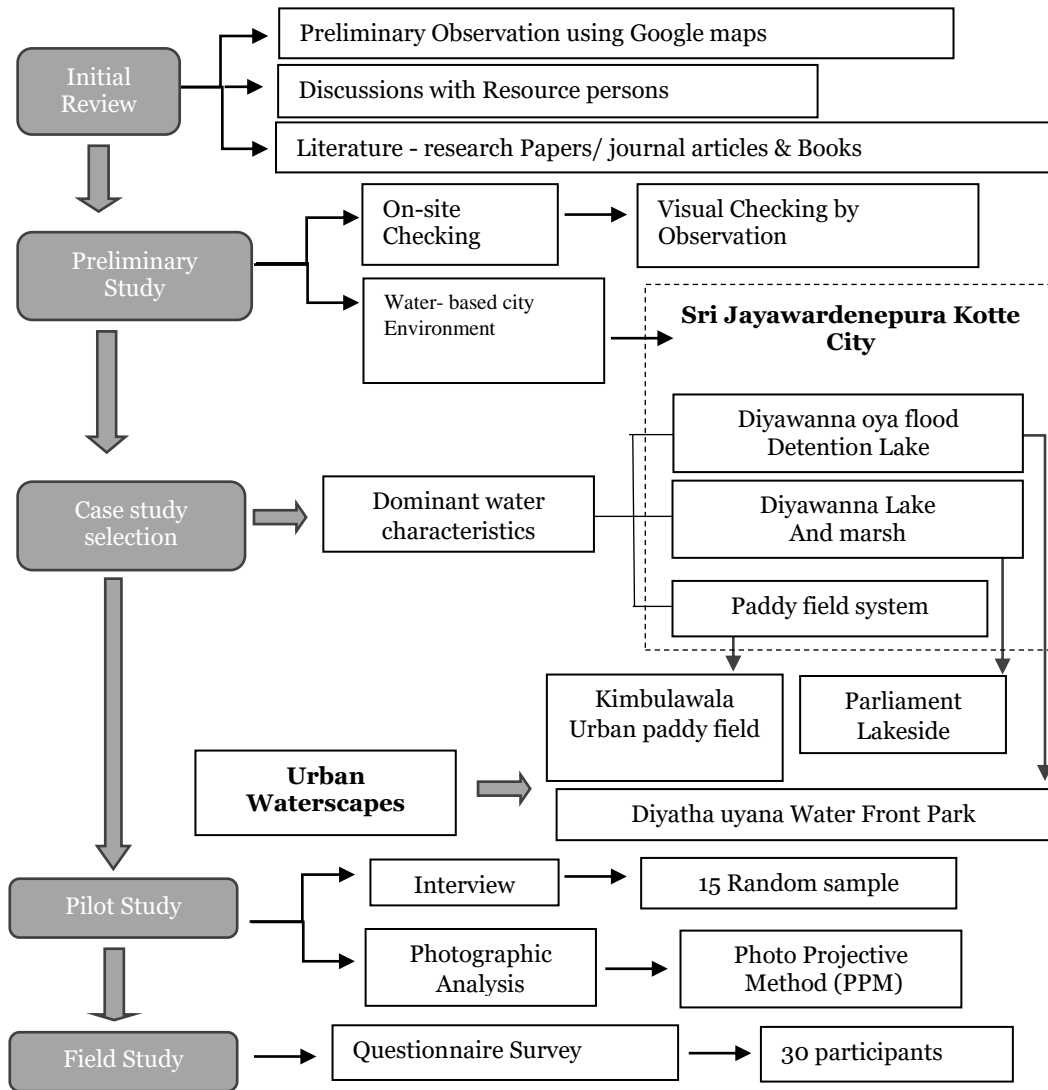 Preliminary Observation using Google maps
Initial
Review
Discussions with Resource persons
Literature - research Papers/ journal articles & Books
On-site
Checking
Visual Checking by
Observation
Preliminary
Study
Water- based city
Environment
Sri Jayawardenepura Kotte
City
Diyawanna oya flood
Detention Lake
Case study
selection
Dominant water
characteristics
Diyawanna Lake
And marsh
Paddy field system
Kimbulawala
Urban paddy field
Parliament
Lakeside
Urban
Waterscapes
Diyatha uyana Water Front Park
Pilot Study
Interview
15 Random sample
Photographic
Analysis
Photo Projective
Method (PPM)
Field Study
Questionnaire Survey
30 participants